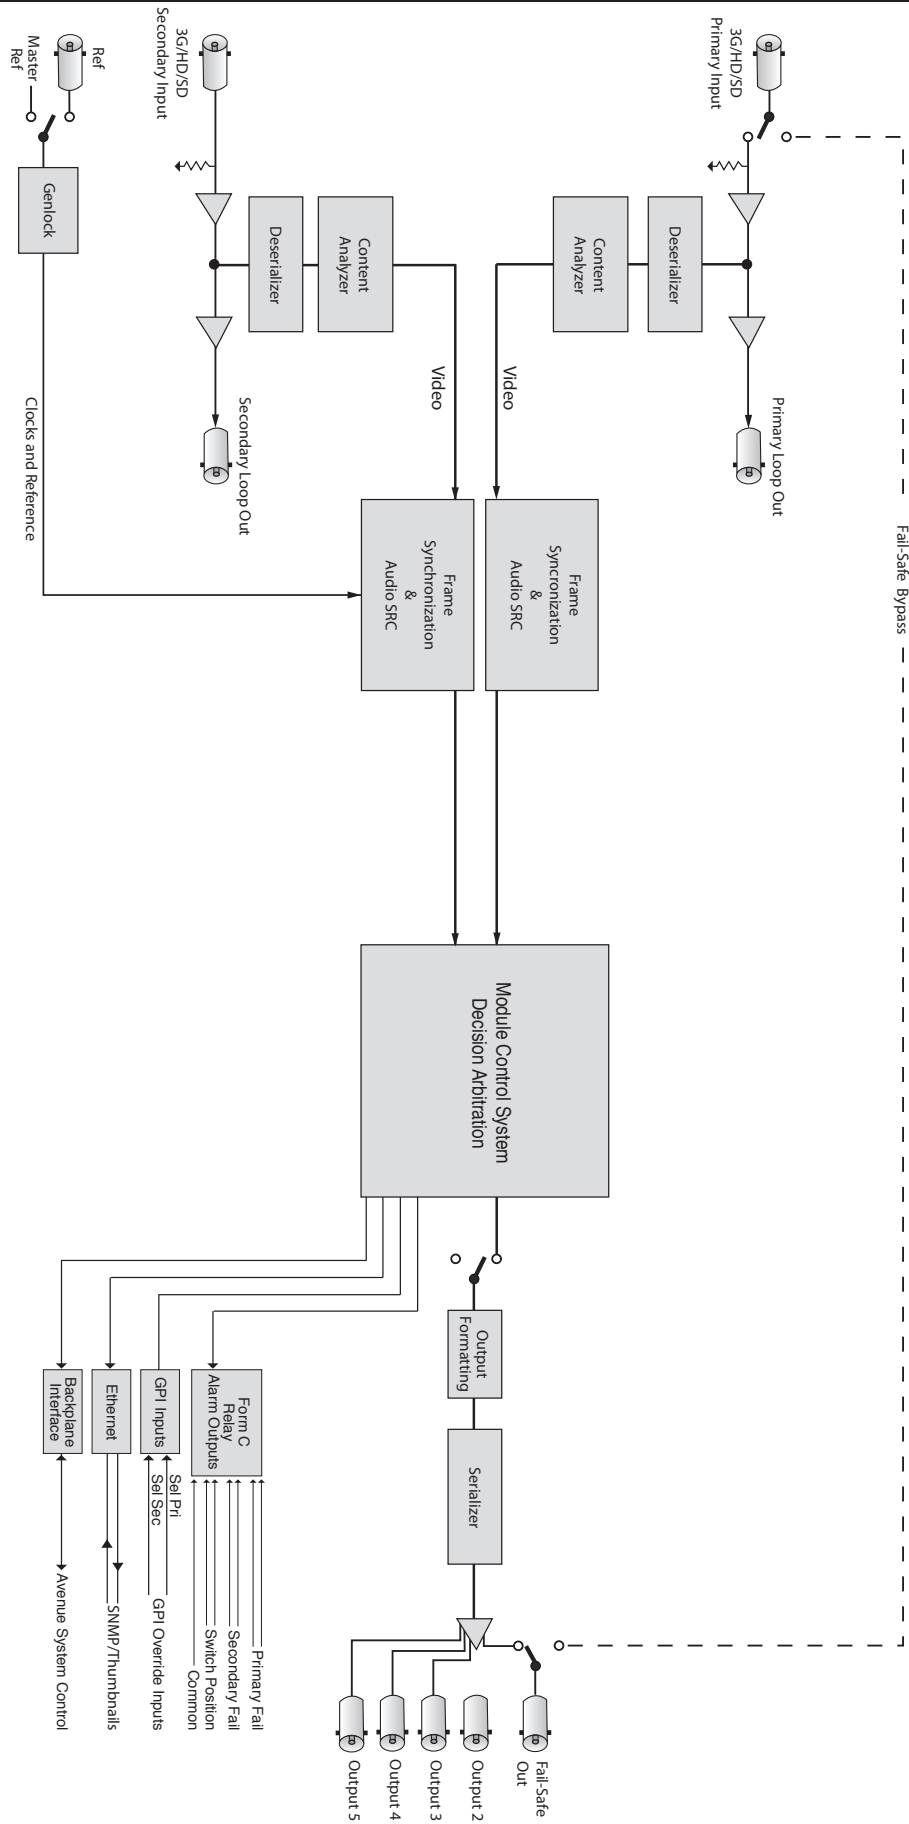 3G/HD/SD
Primary Input
Deserializer
Content
Analyzer
Primary Loop Out
Video
Fail-Safe Bypass
Frame
Syncronization
&
Audio SRC
3G/HD/SD
Secondary Input
Deserializer
Content
Analyzer
Secondary Loop Out
Video
Frame
Synchronization
&
Audio SRC
Ref
Master
Ref
Genlock
Clocks and Reference
Module Control System
Decision Arbitration
Output
Formatting
Serializer
Fail-Safe
Out
Output 2
Output 3
Output 4
Output 5
Form C
Relay
Alarm Outputs
Primary Fail
Secondary Fail
Switch Position
Common
GPI Inputs
Sel Pri
Sel Sec
GPI Override Inputs
Ethernet
SNMP/Thumbnails
Backplane
Interface
Avenue System Control